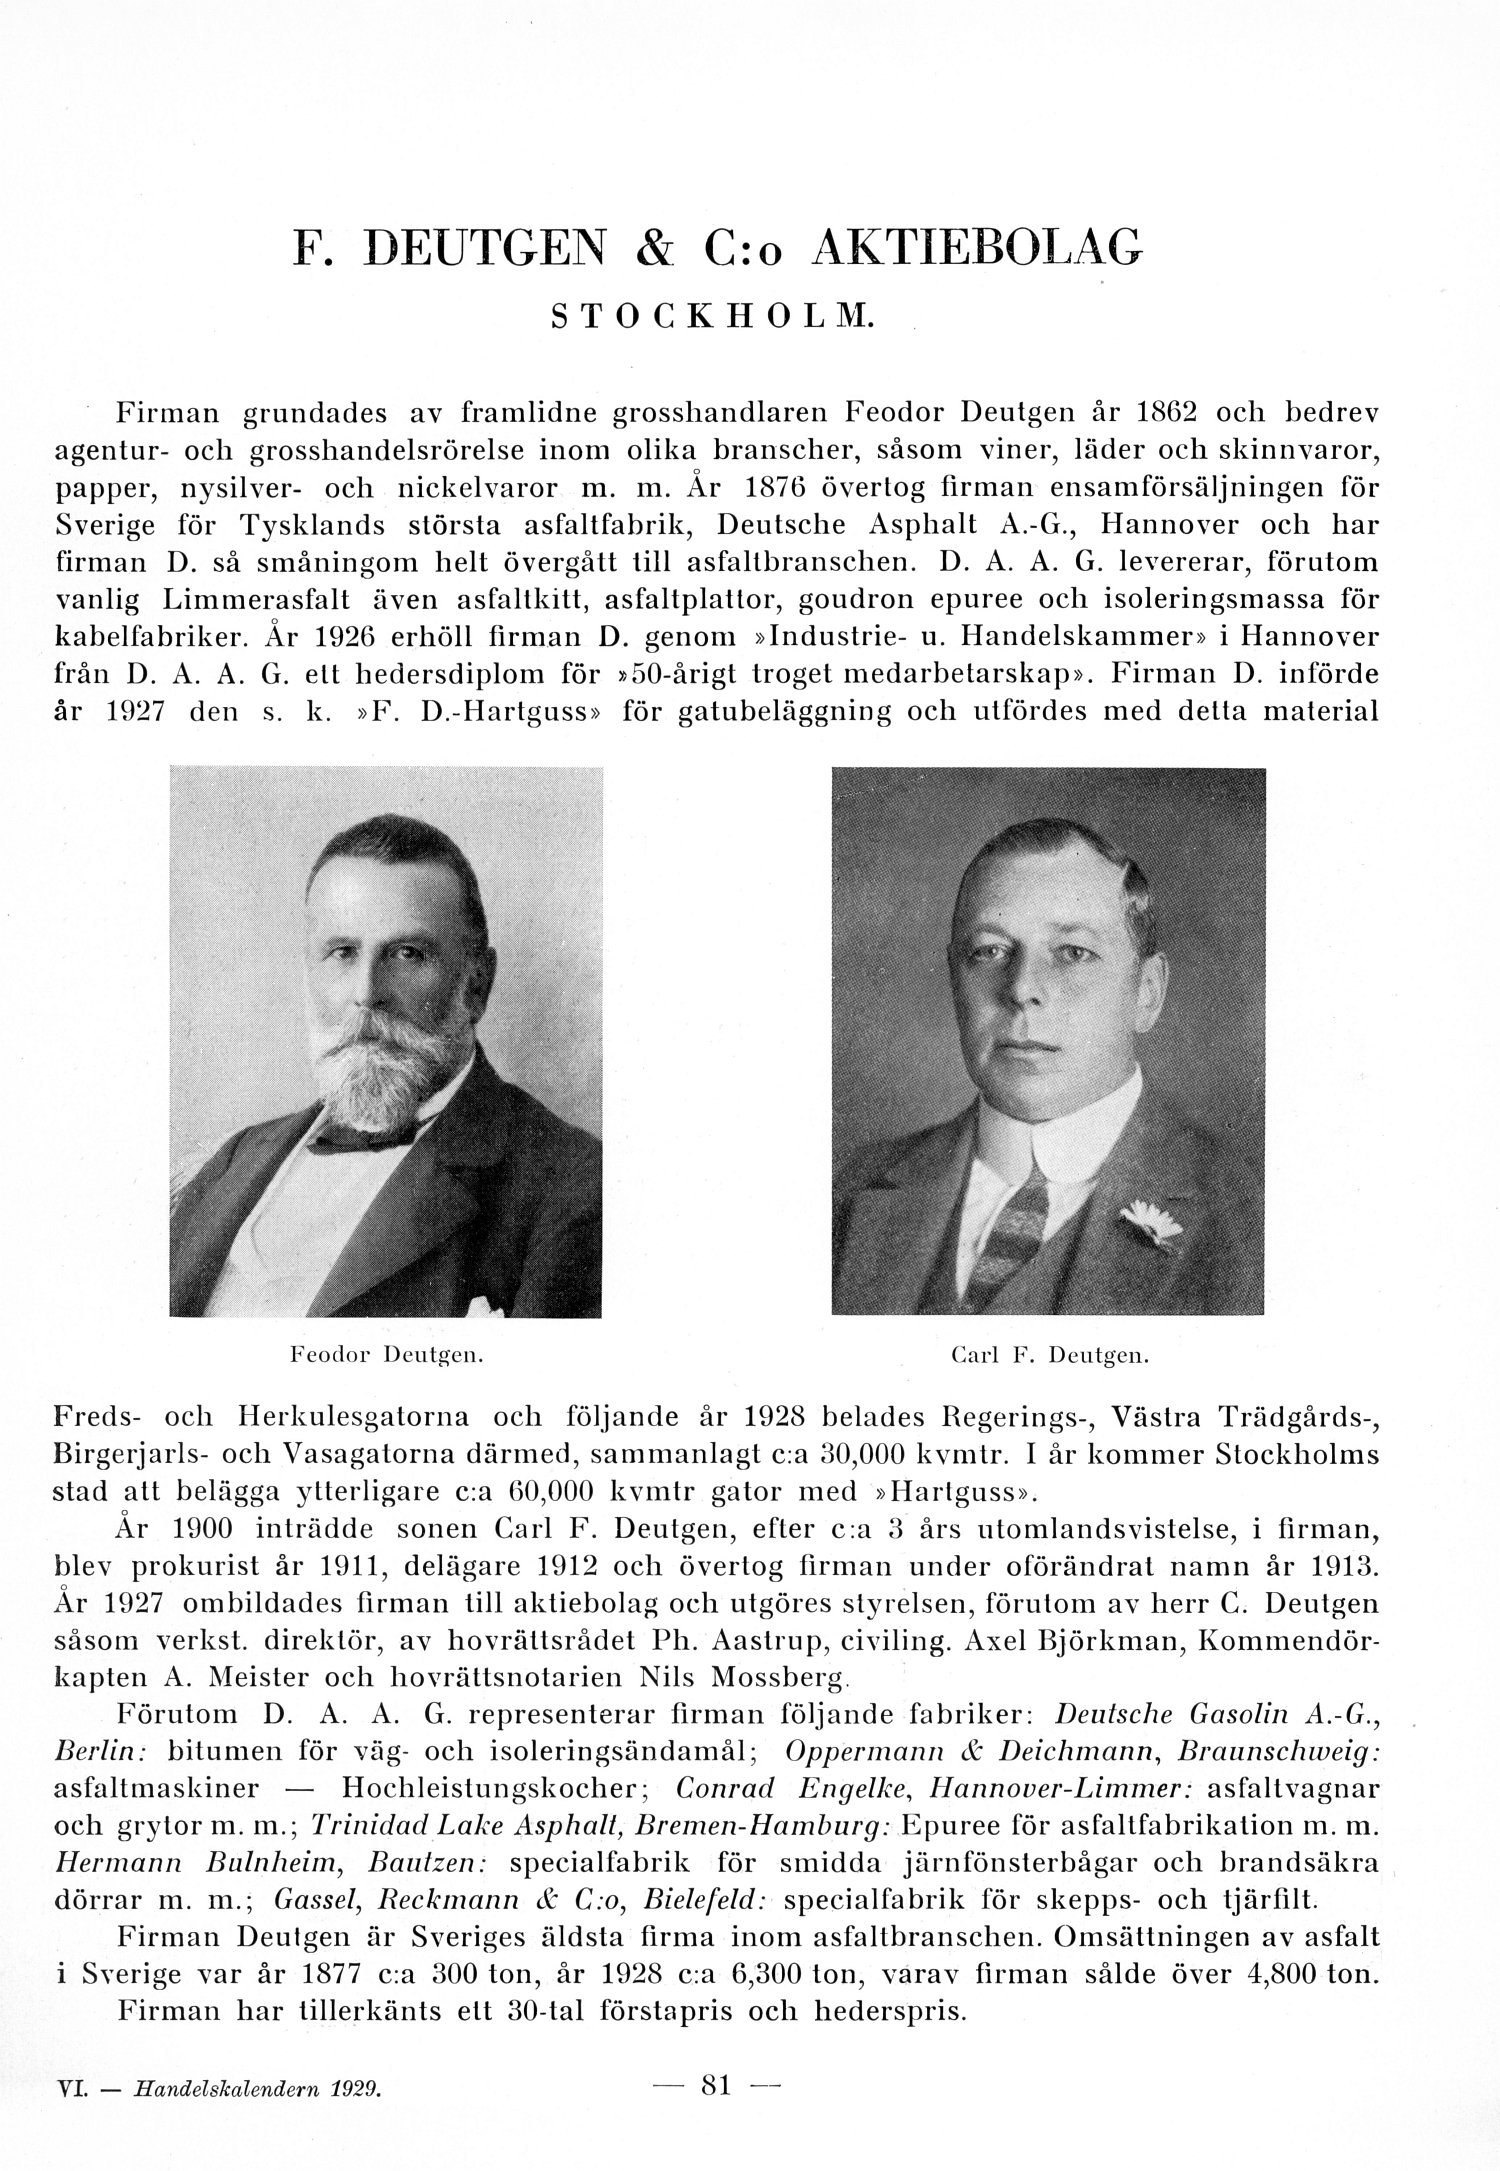 F. DEUTGEN & C:o AKTIEBOLAG
STOCKHOLM.
Firman grundades av framlidne grosshandlaren Feodor Deutgen år 1862 och bedrev
agentur- och grosshandelsrörelse inom olika branscher, såsom viner, läder och skinnvaror,
papper, nysilver- och nickelvaror m. m. År 1876 övertog firman ensamförsäljningen för
Sverige för Tysklands största asfaltfabrik, Deutsche Asphalt A.-G., Hannover och har
firman D. så småningom helt övergått till asfaltbranschen. D. A. A. G. levererar, förutom
vanlig Limmerasfalt även asfaltkitt, asfaltplattor, goudron epuree och isoleringsmassa för
kabelfabriker. År 1926 erhöll firman D. genom »Industrie- u. Handelskammer» i Hannover
från D. A. A. G. ett hedersdiplom för »50-årigt troget medarbetarskap». Firman D. införde
år 1927 den s. k. »F. D.-Hartguss» för gatubeläggning och utfördes med detta material
Feodor Deutgen.
Carl F. Deutgen.
Freds- och Herkulesgatorna och följande år 1928 belades Regerings-, Västra Trädgårds-,
Birgerjarls- och Vasagatorna därmed, sammanlagt c:a 30,000 kvmtr. I år kommer Stockholms
stad att belägga ytterligare c:a 60,000 kvmtr gator med »Hartguss».
År 1900 inträdde sonen Carl F. Deutgen, efter c:a 3 års utomlandsvistelse, i firman,
blev prokurist år 1911, delägare 1912 och övertog firman under oförändrat namn år 1913.
År 1927 ombildades firman till aktiebolag och utgöres styrelsen, förutom av herr C. Deutgen
såsom verkst. direktör, av hovrättsrådet Ph. Aastrup, civiling. Axel Björkman, Kommendör-
kapten A. Meister och hovrättsnotarien Nils Mossberg.
Förutom D. A. A. G. representerar firman följande fabriker: Deutsche Gasolin A.-G.,
Berlin: bitumen för väg- och isoleringsändamål; Oppermann & Deichmann, Braunschweig:
asfaltmaskiner — Hochleistungskocher; Conrad Engelke, Hannover-Limmer: asfaltvagnar
och grytor m. m.; Trinidad Lake Asphalt, Bremen-Hamburg: Epuree för asfaltfabrikation m. m.
Hermann Bulnheim, Bautzen: specialfabrik för smidda järnfönsterbågar och brandsäkra
dörrar m. m.; Gassel, Reckmann & C:o, Bielefeld: specialfabrik för skepps- och tjärfilt.
Firman Deutgen är Sveriges äldsta firma inom asfaltbranschen. Omsättningen av asfalt
i Sverige var år 1877 c:a 300 ton, år 1928 c:a 6,300 ton, varav firman sålde över 4,800 ton.
Firman har tillerkänts ett 30-tal förstapris och hederspris.
VI. — Handelskalendern 1929.
— 81 —